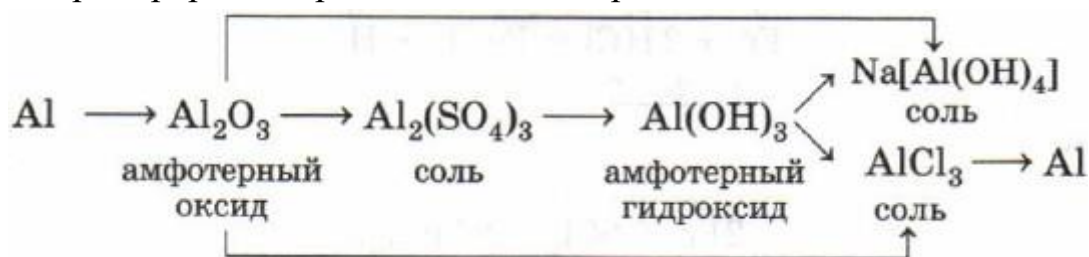 Na[Al(OH)₄]
соль
Al ⟶ Al₂O₃ ⟶ Al₂(SO₄)₃ ⟶ Al(OH)₃
амфотерный оксид
соль
амфотерный гидроксид
AlCl₃ ⟶ Al
соль